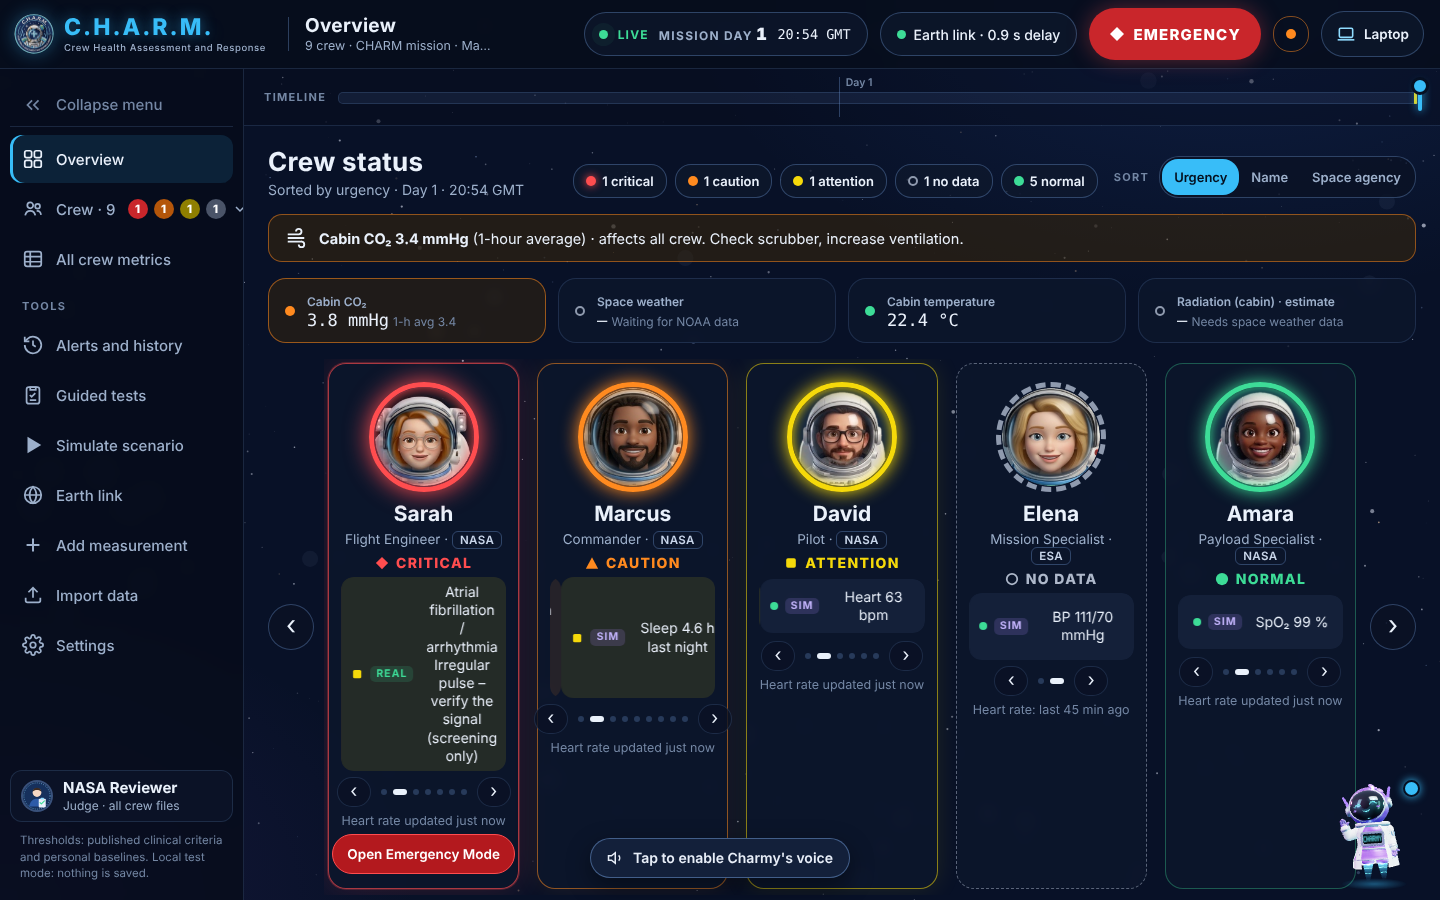 C.H.A.R.M.
Crew Health Assessment and Response
Overview
9 crew · CHARM mission · Ma...
LIVE MISSION DAY 1 20:54 GMT
Earth link · 0.9 s delay
EMERGENCY
Laptop
Collapse menu
Overview
Crew · 9 1 1 1 1
All crew metrics
TOOLS
Alerts and history
Guided tests
Simulate scenario
Earth link
Add measurement
Import data
Settings
NASA Reviewer
Judge · all crew files
Thresholds: published clinical criteria
and personal baselines. Local test
mode: nothing is saved.
TIMELINE
Day 1
Crew status
Sorted by urgency · Day 1 · 20:54 GMT
1 critical
1 caution
1 attention
1 no data
5 normal
SORT
Urgency
Name
Space agency
Cabin CO₂ 3.4 mmHg (1-hour average) · affects all crew. Check scrubber, increase ventilation.
Cabin CO₂
3.8 mmHg 1-h avg 3.4
Space weather
— Waiting for NOAA data
Cabin temperature
22.4 °C
Radiation (cabin) · estimate
— Needs space weather data
Sarah
Flight Engineer · NASA
CRITICAL
REAL
Atrial
fibrillation
/
arrhythmia
Irregular
pulse –
verify the
signal
(screening
only)
Heart rate updated just now
Open Emergency Mode
Marcus
Commander · NASA
CAUTION
SIM
Sleep 4.6 h
last night
Heart rate updated just now
David
Pilot · NASA
ATTENTION
SIM
Heart 63
bpm
Heart rate updated just now
Elena
Mission Specialist ·
ESA
NO DATA
SIM
BP 111/70
mmHg
Heart rate: last 45 min ago
Amara
Payload Specialist ·
NASA
NORMAL
SIM SpO₂ 99 %
Heart rate updated just now
Tap to enable Charmy's voice